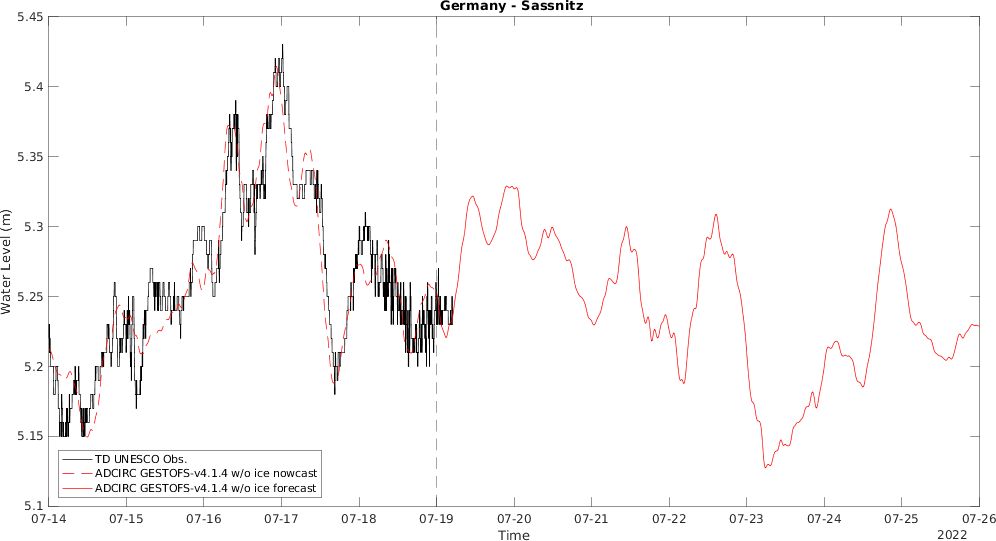 Germany - Sassnitz
5.45
5.4
5.35
5.3
5.25
5.2
5.15
5.1
Water Level (m)
TD UNESCO Obs.
ADCIRC GESTOFS-v4.1.4 w/o ice nowcast
ADCIRC GESTOFS-v4.1.4 w/o ice forecast
07-14 07-15 07-16 07-17 07-18 07-19 07-20 07-21 07-22 07-23 07-24 07-25 07-26
Time
2022